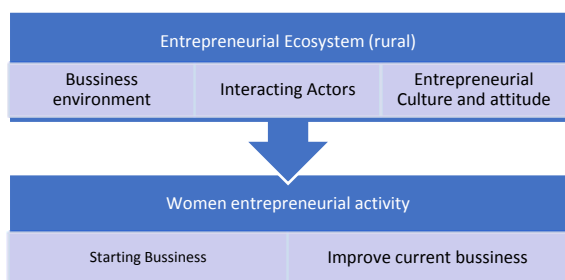 Entrepreneurial Ecosystem (rural)
Bussiness
environment
Interacting Actors
Entrepreneurial
Culture and attitude
Women entrepreneurial activity
Starting Bussiness
Improve current bussiness